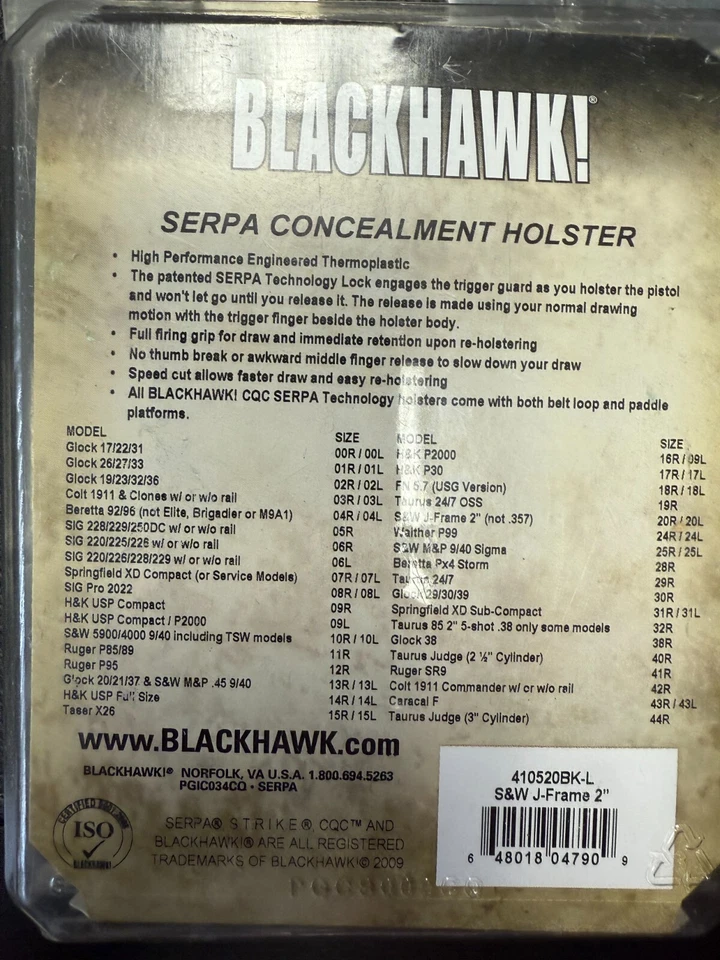 BLACKHAWK!®
SERPA CONCEALMENT HOLSTER
• High Performance Engineered Thermoplastic
• The patented SERPA Technology Lock engages the trigger guard as you holster the pistol
and won't let go until you release it. The release is made using your normal drawing
motion with the trigger finger beside the holster body.
• Full firing grip for draw and immediate retention upon re-holstering
• No thumb break or awkward middle finger release to slow down your draw
• Speed cut allows faster draw and easy re-holstering
• All BLACKHAWK! CQC SERPA Technology holsters come with both belt loop and paddle
platforms.
MODEL SIZE MODEL SIZE
Glock 17/22/31 00R / 00L H&K P2000 16R / 09L
Glock 26/27/33 01R / 01L H&K P30 17R / 17L
Glock 19/23/32/36 02R / 02L FN 5.7 (USG Version) 18R / 18L
Colt 1911 & Clones w/ or w/o rail 03R / 03L Taurus 24/7 OSS 19R
Beretta 92/96 (not Elite, Brigadier or M9A1) 04R / 04L S&W J-Frame 2" (not .357) 20R / 20L
SIG 228/229/250DC w/ or w/o rail 05R Walther P99 24R / 24L
SIG 220/225/226 w/ or w/o rail 06R S&W M&P 9/40 Sigma 25R / 25L
SIG 220/226/228/229 w/ or w/o rail 06L Beretta Px4 Storm 28R
Springfield XD Compact (or Service Models) 07R / 07L Taurus 24/7 29R
SIG Pro 2022 08R / 08L Glock 29/30/39 30R
H&K USP Compact 09R Springfield XD Sub-Compact 31R / 31L
H&K USP Compact / P2000 09L Taurus 85 2" 5-shot .38 only some models 32R
S&W 5900/4000 9/40 including TSW models 10R / 10L Glock 38 38R
Ruger P85/89 11R Taurus Judge (2 ½" Cylinder) 40R
Ruger P95 12R Ruger SR9 41R
Glock 20/21/37 & S&W M&P .45 9/40 13R / 13L Colt 1911 Commander w/ or w/o rail 42R
H&K USP Full Size 14R / 14L Caracal F 43R / 43L
Taser X26 15R / 15L Taurus Judge (3" Cylinder) 44R
www.BLACKHAWK.com
BLACKHAWK!® NORFOLK, VA U.S.A. 1.800.694.5263
PGIC034CQ • SERPA
ISO
BLACKHAWK!
SERPA® S.T.R.I.K.E.® CQC™ AND
BLACKHAWK!® ARE ALL REGISTERED
TRADEMARKS OF BLACKHAWK!© 2009
410520BK-L
S&W J-Frame 2"
6 48018 04790 9